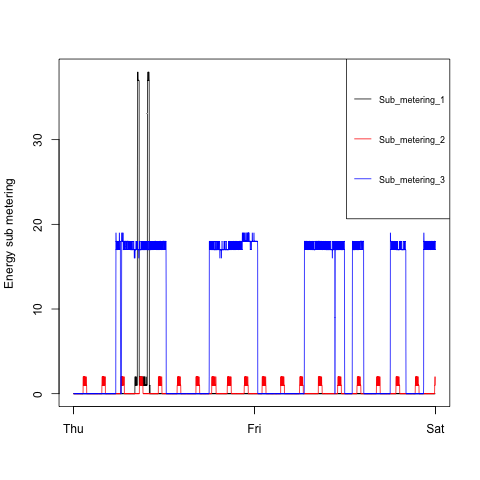 Sub_metering_1
Sub_metering_2
Sub_metering_3
Energy sub metering
30
20
10
0
Thu Fri Sat